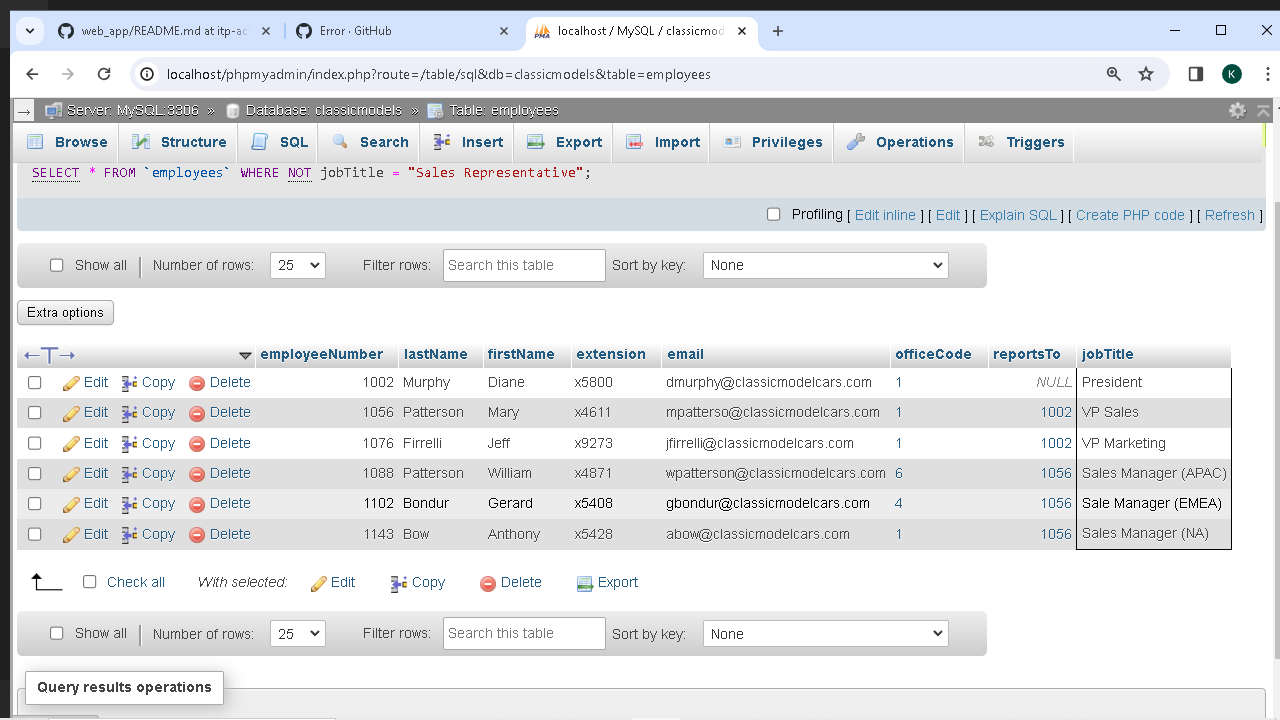 web_app/README.md at itp-ac
Error · GitHub
localhost / MySQL / classicmod
localhost/phpmyadmin/index.php?route=/table/sql&db=classicmodels&table=employees
K
Server: MySQL:3306 » Database: classicmodels » Table: employees
Browse Structure SQL Search Insert Export Import Privileges Operations Triggers
SELECT * FROM `employees` WHERE NOT jobTitle = "Sales Representative";
Profiling [ Edit inline ] [ Edit ] [ Explain SQL ] [ Create PHP code ] [ Refresh ]
Show all Number of rows: 25 Filter rows: Search this table Sort by key: None
Extra options
employeeNumber lastName firstName extension email officeCode reportsTo jobTitle
Edit Copy Delete 1002 Murphy Diane x5800 dmurphy@classicmodelcars.com 1 NULL President
Edit Copy Delete 1056 Patterson Mary x4611 mpatterso@classicmodelcars.com 1 1002 VP Sales
Edit Copy Delete 1076 Firrelli Jeff x9273 jfirrelli@classicmodelcars.com 1 1002 VP Marketing
Edit Copy Delete 1088 Patterson William x4871 wpatterson@classicmodelcars.com 6 1056 Sales Manager (APAC)
Edit Copy Delete 1102 Bondur Gerard x5408 gbondur@classicmodelcars.com 4 1056 Sale Manager (EMEA)
Edit Copy Delete 1143 Bow Anthony x5428 abow@classicmodelcars.com 1 1056 Sales Manager (NA)
Check all With selected: Edit Copy Delete Export
Show all Number of rows: 25 Filter rows: Search this table Sort by key: None
Query results operations